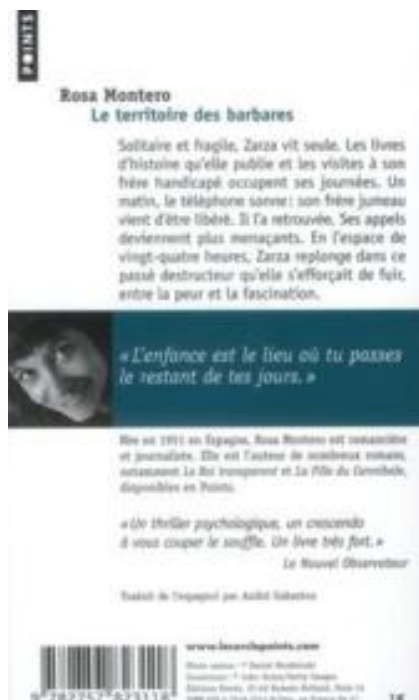 POINTS
Rosa Montero
Le territoire des barbares
Solitaire et fragile, Zarza vit seule. Les livres
d'histoire qu'elle publie et les visites à son
frère handicapé occupent ses journées. Un
matin, le téléphone sonne : son frère jumeau
vient d'être libéré. Il l'a retrouvée. Ses appels
deviennent plus menaçants. En l'espace de
vingt-quatre heures, Zarza replonge dans ce
passé destructeur qu'elle s'efforçait de fuir,
entre la peur et la fascination.
« L'enfance est le lieu où tu passes
le restant de tes jours. »
Née en 1951 en Espagne, Rosa Montero est romancière
et journaliste. Elle est l'auteur de nombreux romans,
notamment Le Roi transparent et La Fille du Cannibale,
disponibles en Points.
« Un thriller psychologique, un crescendo
à vous couper le souffle. Un livre très fort. »
Le Nouvel Observateur
Traduit de l'espagnol par André Gabastou
www.lecerclepoints.com
9 782757 823118